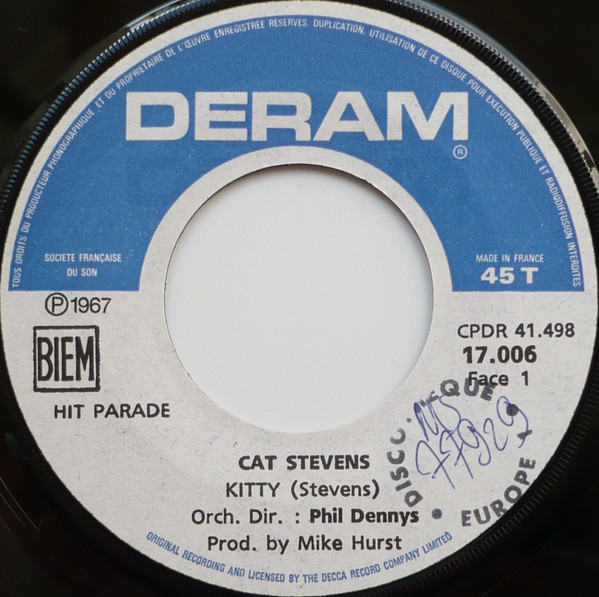 TOUS DROITS DU PRODUCTEUR PHONOGRAPHIQUE ET DU PROPRIETAIRE DE L'ŒUVRE ENREGISTREE RESERVES DUPLICATION, UTILISATION DE CE DISQUE POUR EXECUTION PUBLIQUE ET RADIODIFFUSION INTERDITES
DERAM
®
SOCIETE FRANÇAISE
DU SON
MADE IN FRANCE
45 T
Ⓟ 1967
BIEM
HIT PARADE
CPDR 41.498
17.006
Face 1
EUROPE
CAT STEVENS
KITTY (Stevens)
Orch. Dir. : Phil Dennys
Prod. by Mike Hurst
ORIGINAL RECORDING AND LICENSED BY THE DECCA RECORD COMPANY LIMITED